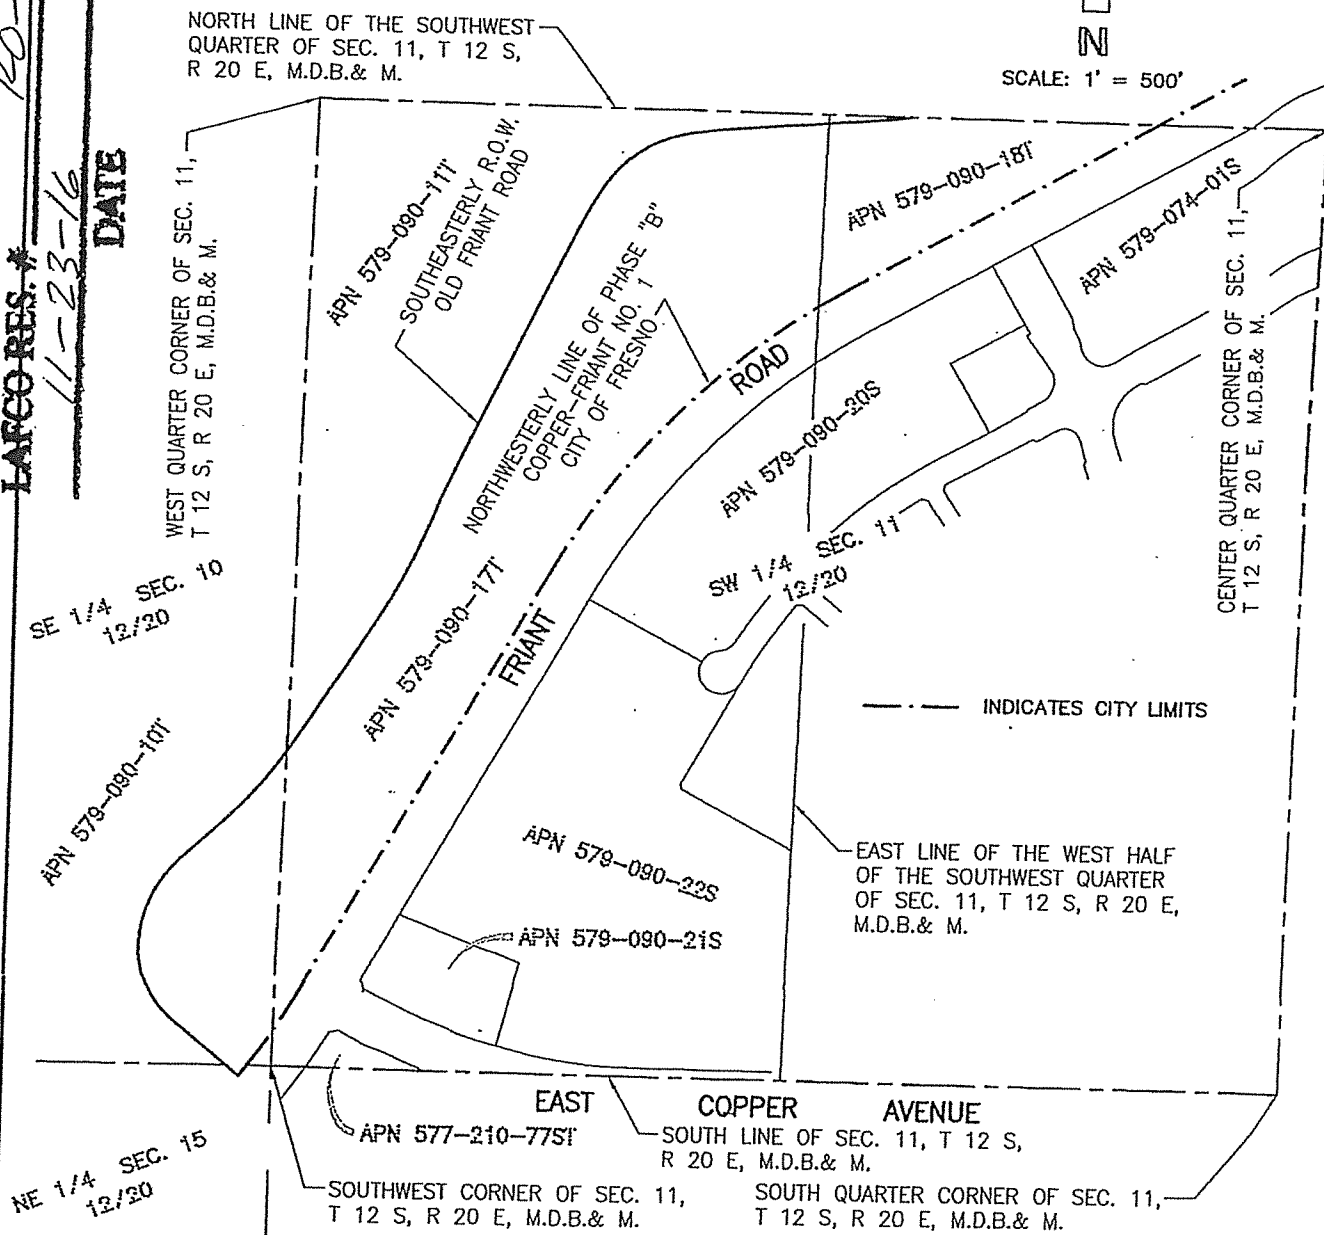 NORTH LINE OF THE SOUTHWEST
QUARTER OF SEC. 11, T 12 S,
R 20 E, M.D.B.& M.
N
SCALE: 1' = 500'
LAFCO RES. #
11-23-16
DATE
WEST QUARTER CORNER OF SEC. 11,
T 12 S, R 20 E, M.D.B.& M.
APN 579-090-11T
SOUTHEASTERLY R.O.W.
OLD FRIANT ROAD
NORTHWESTERLY LINE OF PHASE "B"
COPPER-FRIANT NO. 1
CITY OF FRESNO
APN 579-090-18T
APN 579-074-01S
CENTER QUARTER CORNER OF SEC. 11,
T 12 S, R 20 E, M.D.B.& M.
ROAD
APN 579-090-20S
SW 1/4 SEC. 11
12/20
SE 1/4 SEC. 10
12/20
APN 579-090-17T
FRIANT
INDICATES CITY LIMITS
APN 579-090-10T
APN 579-090-22S
EAST LINE OF THE WEST HALF
OF THE SOUTHWEST QUARTER
OF SEC. 11, T 12 S, R 20 E,
M.D.B.& M.
APN 579-090-21S
EAST COPPER AVENUE
APN 577-210-77ST
SOUTH LINE OF SEC. 11, T 12 S,
R 20 E, M.D.B.& M.
NE 1/4 SEC. 15
12/20
SOUTHWEST CORNER OF SEC. 11,
T 12 S, R 20 E, M.D.B.& M.
SOUTH QUARTER CORNER OF SEC. 11,
T 12 S, R 20 E, M.D.B.& M.